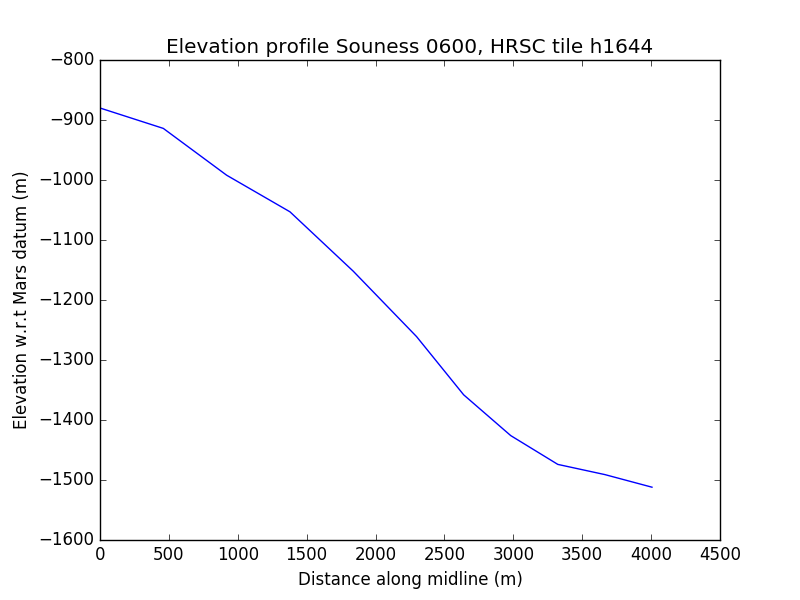 Elevation profile Souness 0600, HRSC tile h1644
−800
−900
−1000
−1100
−1200
−1300
−1400
−1500
−1600
Elevation w.r.t Mars datum (m)
0 500 1000 1500 2000 2500 3000 3500 4000 4500
Distance along midline (m)